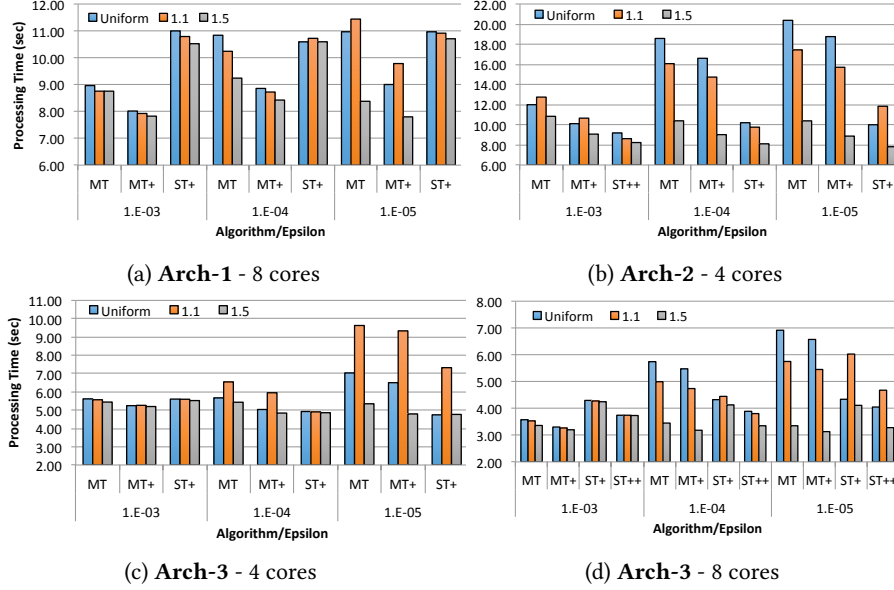 12.00
11.00
10.00
9.00
8.00
7.00
6.00
Processing Time (sec)
Uniform 1.1 1.5
MT MT+ ST+ MT MT+ ST+ MT MT+ ST+
1.E-03 1.E-04 1.E-05
Algorithm/Epsilon
(a) Arch-1 - 8 cores
22.00
20.00
18.00
16.00
14.00
12.00
10.00
8.00
6.00
Uniform 1.1 1.5
MT MT+ ST++ MT MT+ ST+ MT MT+ ST+
1.E-03 1.E-04 1.E-05
Algorithm/Epsilon
(b) Arch-2 - 4 cores
11.00
10.00
9.00
8.00
7.00
6.00
5.00
4.00
3.00
2.00
Processing Time (sec)
Uniform 1.1 1.5
MT MT+ ST+ MT MT+ ST+ MT MT+ ST+
1.E-03 1.E-04 1.E-05
Algorithm/Epsilon
(c) Arch-3 - 4 cores
8.00
7.00
6.00
5.00
4.00
3.00
2.00
Uniform 1.1 1.5
MT MT+ ST+ ST++ MT MT+ ST+ ST++ MT MT+ ST+ ST++
1.E-03 1.E-04 1.E-05
Algorithm/Epsilon
(d) Arch-3 - 8 cores